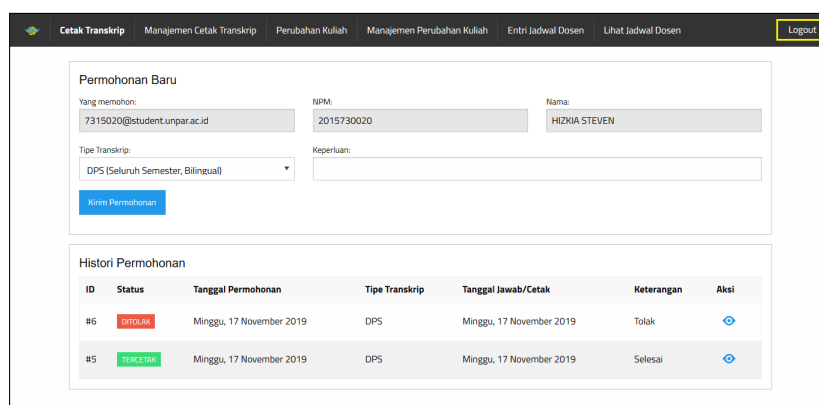 Cetak Transkrip Manajemen Cetak Transkrip Perubahan Kuliah Manajemen Perubahan Kuliah Entri Jadwal Dosen Lihat Jadwal Dosen Logout
Permohonan Baru
Yang memohon: NPM: Nama:
7315020@student.unpar.ac.id 2015730020 HIZKIA STEVEN
Tipe Transkrip: Keperluan:
DPS (Seluruh Semester, Bilingual)
Kirim Permohonan
Histori Permohonan
ID Status Tanggal Permohonan Tipe Transkrip Tanggal Jawab/Cetak Keterangan Aksi
#6 DITOLAK Minggu, 17 November 2019 DPS Minggu, 17 November 2019 Tolak
#5 TERCETAK Minggu, 17 November 2019 DPS Minggu, 17 November 2019 Selesai